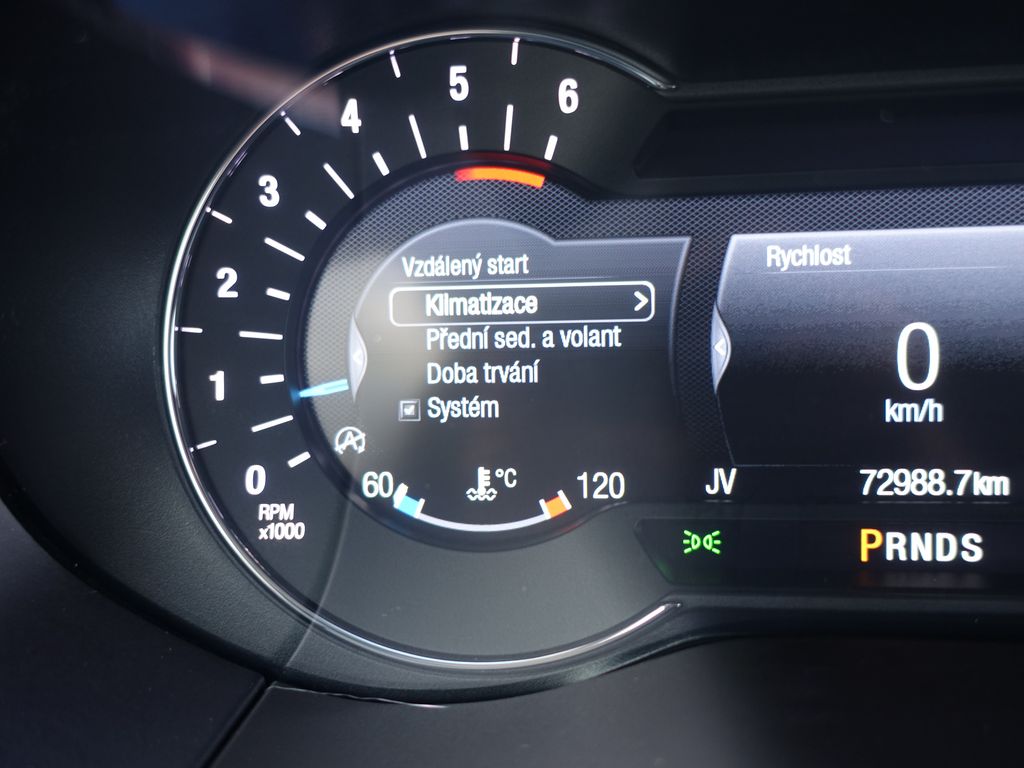 6
5
4
3
2
1
0
RPM
x1000
Vzdálený start
Klimatizace
Přední sed. a volant
Doba trvání
Systém
A
60
°C
120
Rychlost
0
km/h
JV
72988.7km
PRNDS